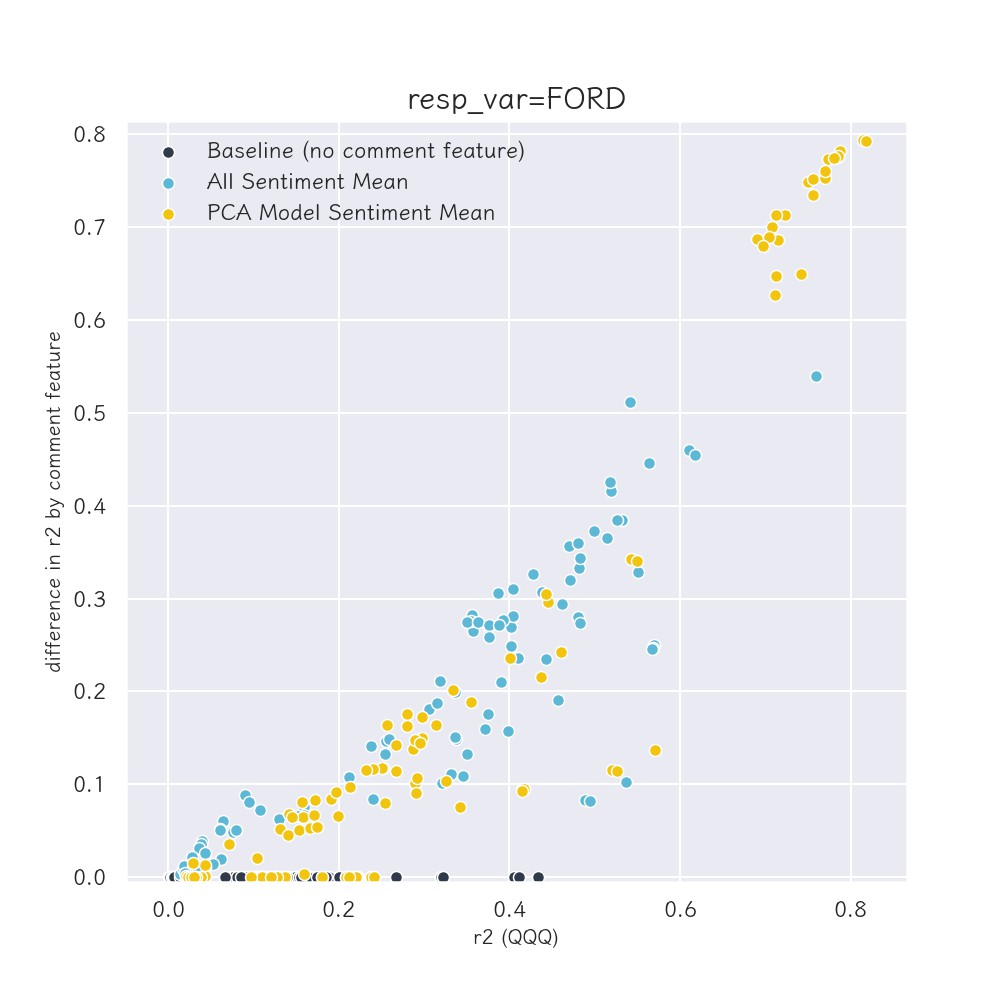 resp_var=FORD
Baseline (no comment feature)
All Sentiment Mean
PCA Model Sentiment Mean
difference in r2 by comment feature
0.8
0.7
0.6
0.5
0.4
0.3
0.2
0.1
0.0
0.0 0.2 0.4 0.6 0.8
r2 (QQQ)